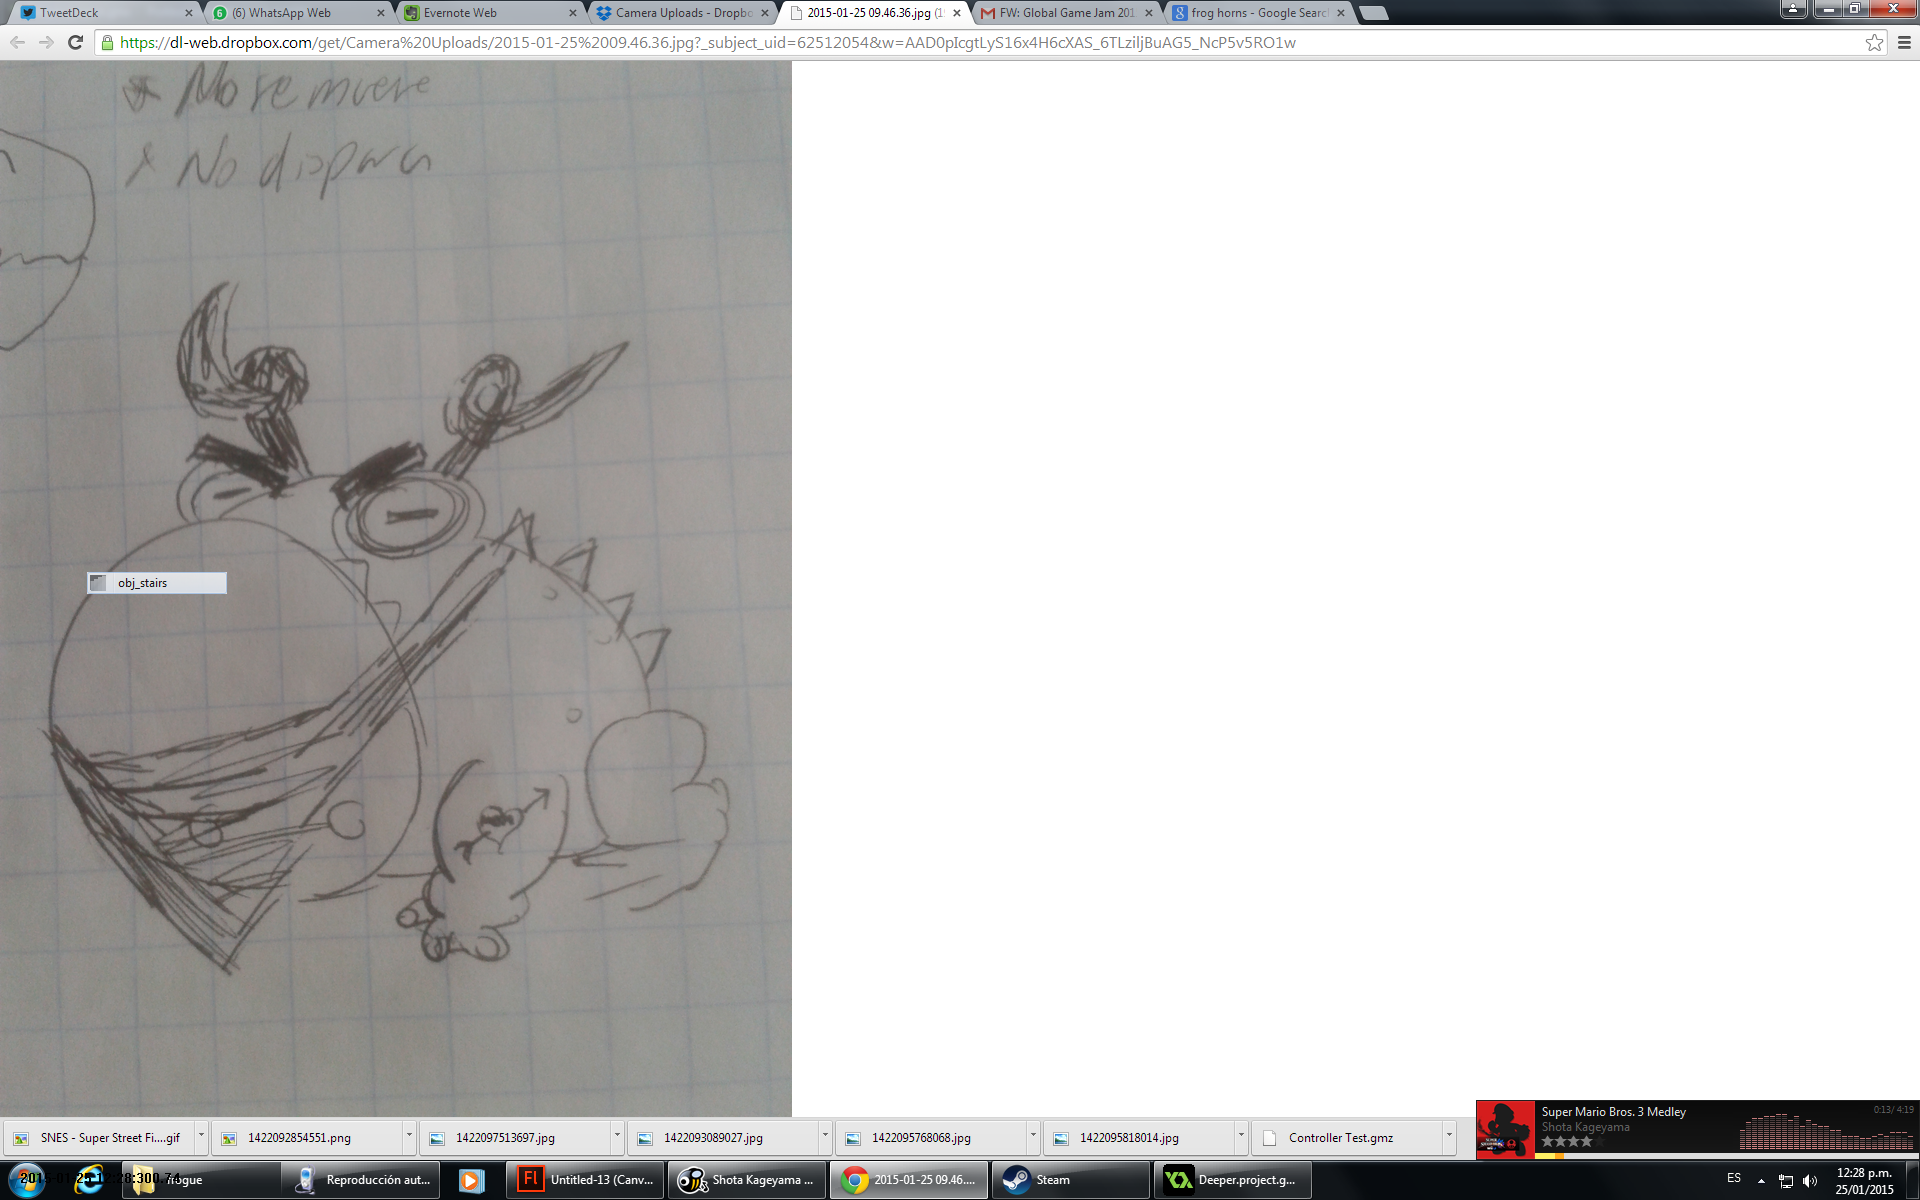 TweetDeck
(6) WhatsApp Web
Evernote Web
Camera Uploads - Dropbo
2015-01-25 09.46.36.jpg (1
FW: Global Game Jam 201
frog horns - Google Searc
https://dl-web.dropbox.com/get/Camera%20Uploads/2015-01-25%2009.46.36.jpg?_subject_uid=62512054&w=AAD0pIcgtLyS16x4H6cXAS_6TLziljBuAG5_NcP5v5RO1w
No se muere
No dispara
obj_stairs
Super Mario Bros. 3 Medley
0:13/ 4:19
Shota Kageyama
SNES - Super Street Fi....gif
1422092854551.png
1422097513697.jpg
1422093089027.jpg
1422095768068.jpg
1422095818014.jpg
Controller Test.gmz
2015-01-25 12:28:300.74
Reproducción aut...
Fl
Untitled-13 (Canv...
Shota Kageyama ...
2015-01-25 09.46....
Steam
Deeper.project.g...
ES
12:28 p.m.
25/01/2015